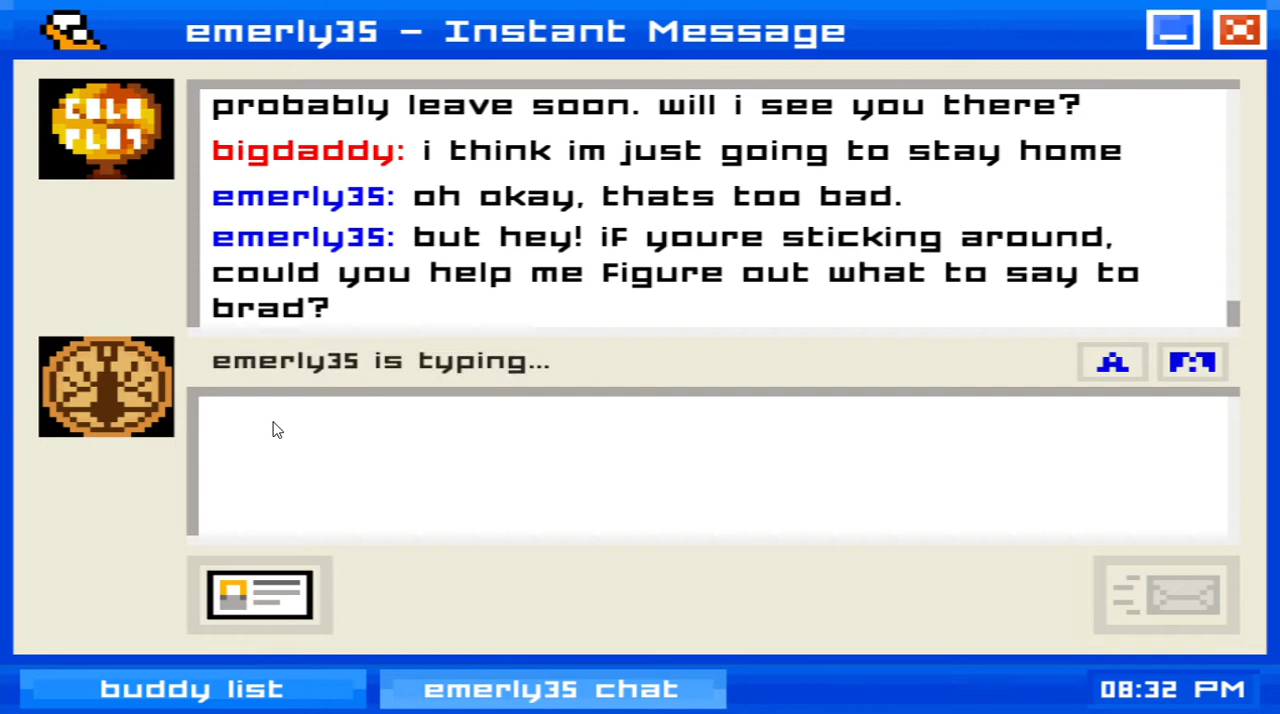 emerly35 - Instant Message
COLD
PLAY
probably leave soon. will i see you there?
bigdaddy: i think im just going to stay home
emerly35: oh okay, thats too bad.
emerly35: but hey! if youre sticking around,
could you help me figure out what to say to
brad?
emerly35 is typing...
A
buddy list
emerly35 chat
08:32 PM